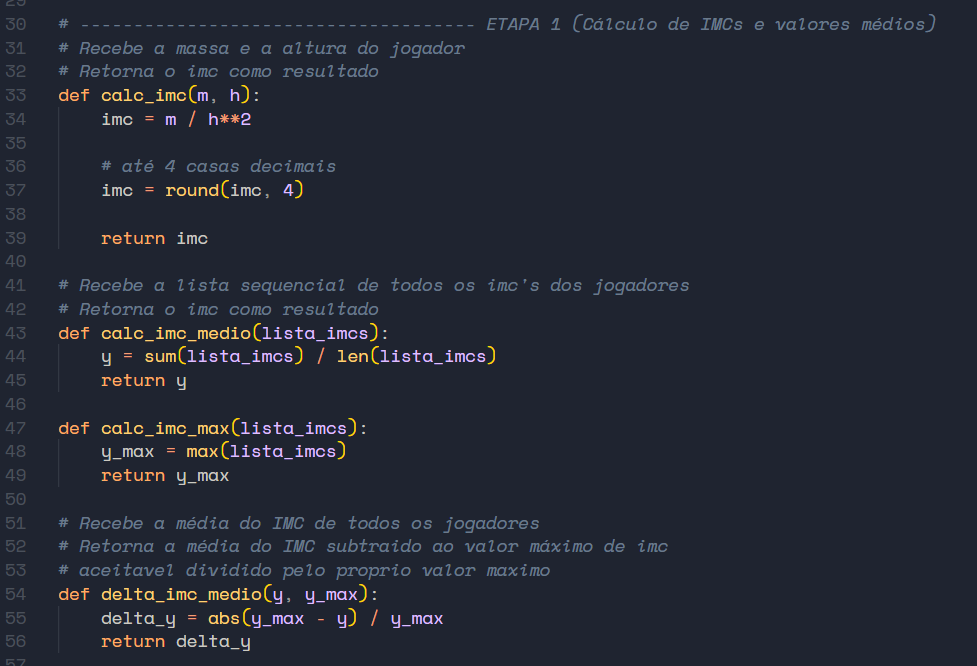 29
30 # ------------------------------------- ETAPA 1 (Cálculo de IMCs e valores médios)
31 # Recebe a massa e a altura do jogador
32 # Retorna o imc como resultado
33 def calc_imc(m, h):
34     imc = m / h**2
35
36     # até 4 casas decimais
37     imc = round(imc, 4)
38
39     return imc
40
41 # Recebe a lista sequencial de todos os imc's dos jogadores
42 # Retorna o imc como resultado
43 def calc_imc_medio(lista_imcs):
44     y = sum(lista_imcs) / len(lista_imcs)
45     return y
46
47 def calc_imc_max(lista_imcs):
48     y_max = max(lista_imcs)
49     return y_max
50
51 # Recebe a média do IMC de todos os jogadores
52 # Retorna a média do IMC subtraido ao valor máximo de imc
53 # aceitavel dividido pelo proprio valor maximo
54 def delta_imc_medio(y, y_max):
55     delta_y = abs(y_max - y) / y_max
56     return delta_y
57